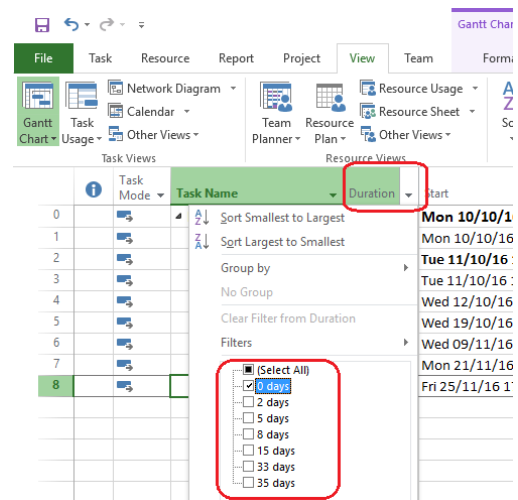 Gantt Char
File Task Resource Report Project View Team Forma
Network Diagram Resource Usage
Calendar Resource Sheet
Gantt Chart Task Usage Other Views Team Planner Resource Plan Other Views So
Task Views Resource Views
Task Mode Task Name Duration Start
0 Mon 10/10/1
1 Mon 10/10/16
2 Tue 11/10/16 1
3 Tue 11/10/16
4 Wed 12/10/16
5 Wed 19/10/16
6 Wed 09/11/16
7 Mon 21/11/16
8 Fri 25/11/16 17
Sort Smallest to Largest
Sort Largest to Smallest
Group by
No Group
Clear Filter from Duration
Filters
(Select All)
0 days
2 days
5 days
8 days
15 days
33 days
35 days